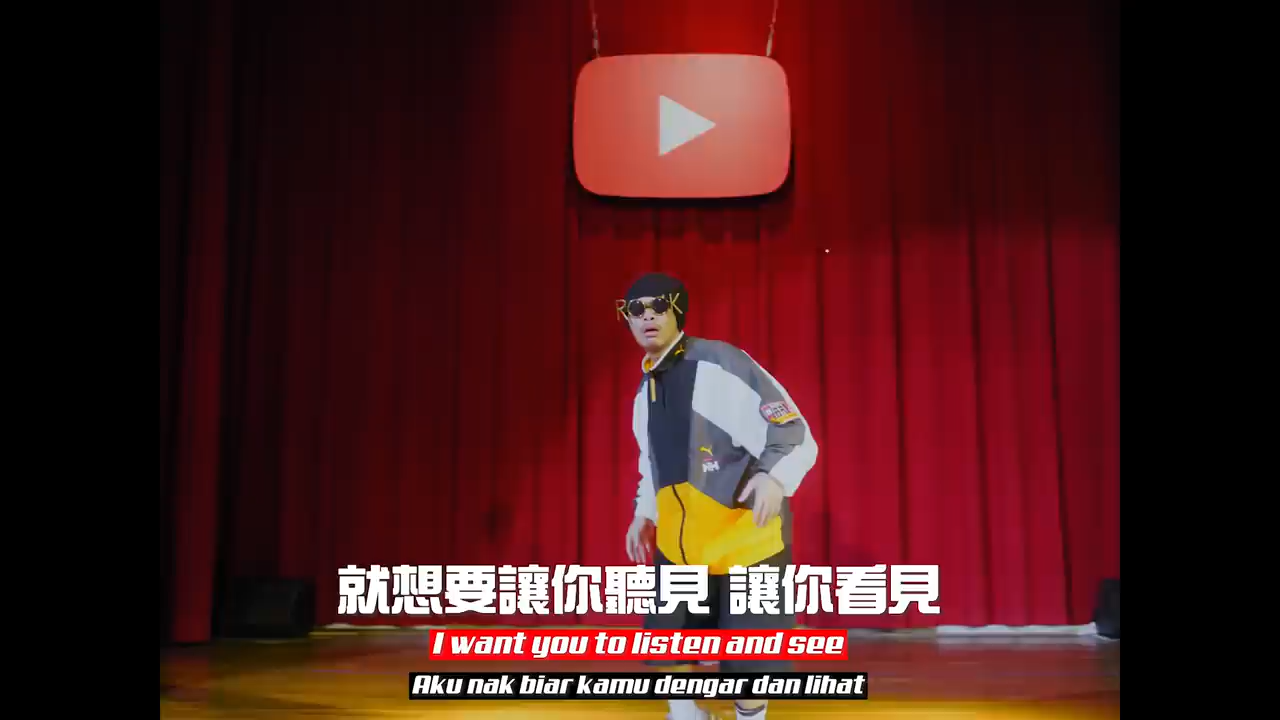 ROCK
就想要讓你聽見 讓你看見
I want you to listen and see
Aku nak biar kamu dengar dan lihat